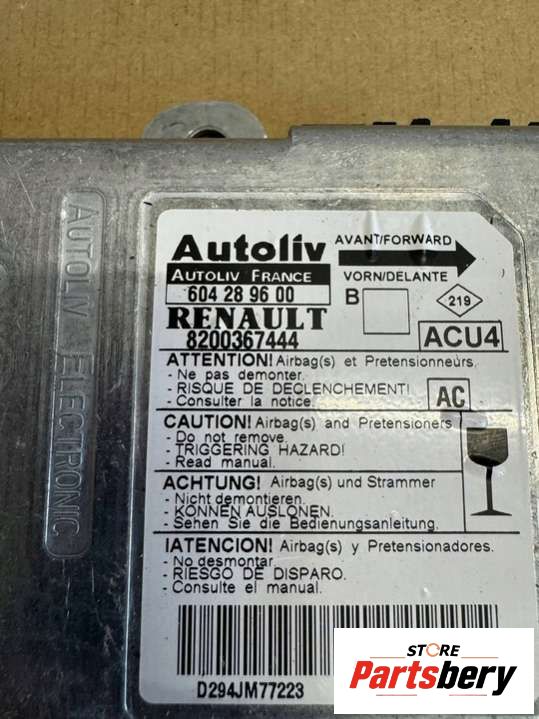 AUTOLIV ELECTRONIC
Autoliv
AVANT/FORWARD
AUTOLIV FRANCE
VORN/DELANTE
604 28 96 00
B
219
RENAULT
8200367444
ACU4
ATTENTION! Airbag(s) et Pretensionneurs.
- Ne pas demonter.
- RISQUE DE DECLENCHEMENT!
- Consulter la notice.
AC
CAUTION! Airbag(s) and Pretensioners
- Do not remove.
- TRIGGERING HAZARD!
- Read manual.
ACHTUNG! Airbag(s) und Strammer
- Nicht demontieren.
- KONNEN AUSLONEN.
- Sehen Sie die Bedienungsanleitung.
IATENCION! Airbag(s) y Pretensionadores.
- No desmontar.
- RIESGO DE DISPARO.
- Consulte el manual.
D294JM77223
STORE
Partsbery